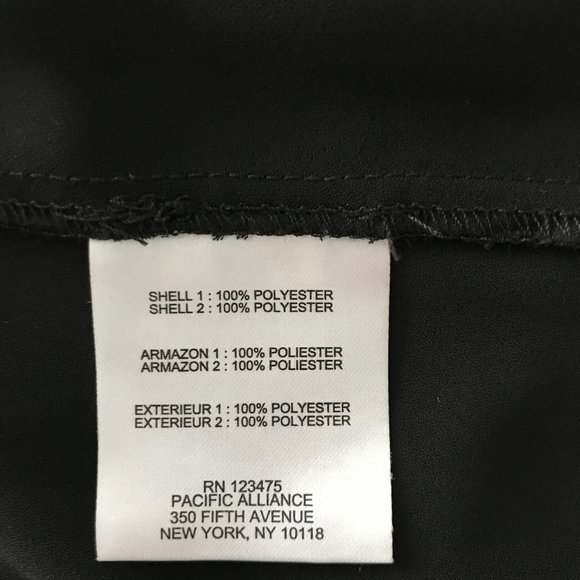 SHELL 1 : 100% POLYESTER
SHELL 2 : 100% POLYESTER
ARMAZON 1 : 100% POLIESTER
ARMAZON 2 : 100% POLIESTER
EXTERIEUR 1 : 100% POLYESTER
EXTERIEUR 2 : 100% POLYESTER
RN 123475
PACIFIC ALLIANCE
350 FIFTH AVENUE
NEW YORK, NY 10118